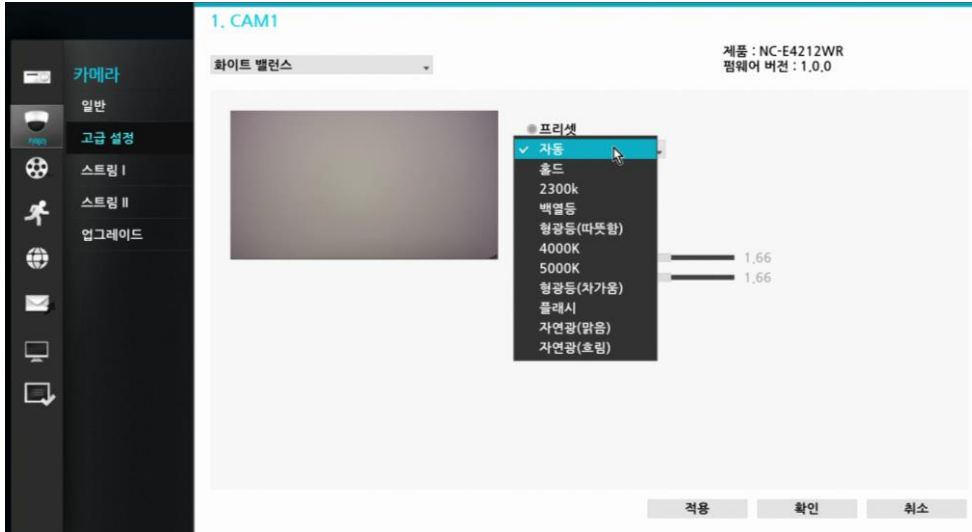 1. CAM1
화이트 밸런스
제품 : NC-E4212WR
펌웨어 버전 : 1.0.0
카메라
일반
고급 설정
스트림 I
스트림 II
업그레이드
카메라
프리셋
자동
홀드
2300k
백열등
형광등(따뜻함)
4000K
5000K
형광등(차가움)
플래시
자연광(맑음)
자연광(흐림)
1.66
1.66
적용
확인
취소